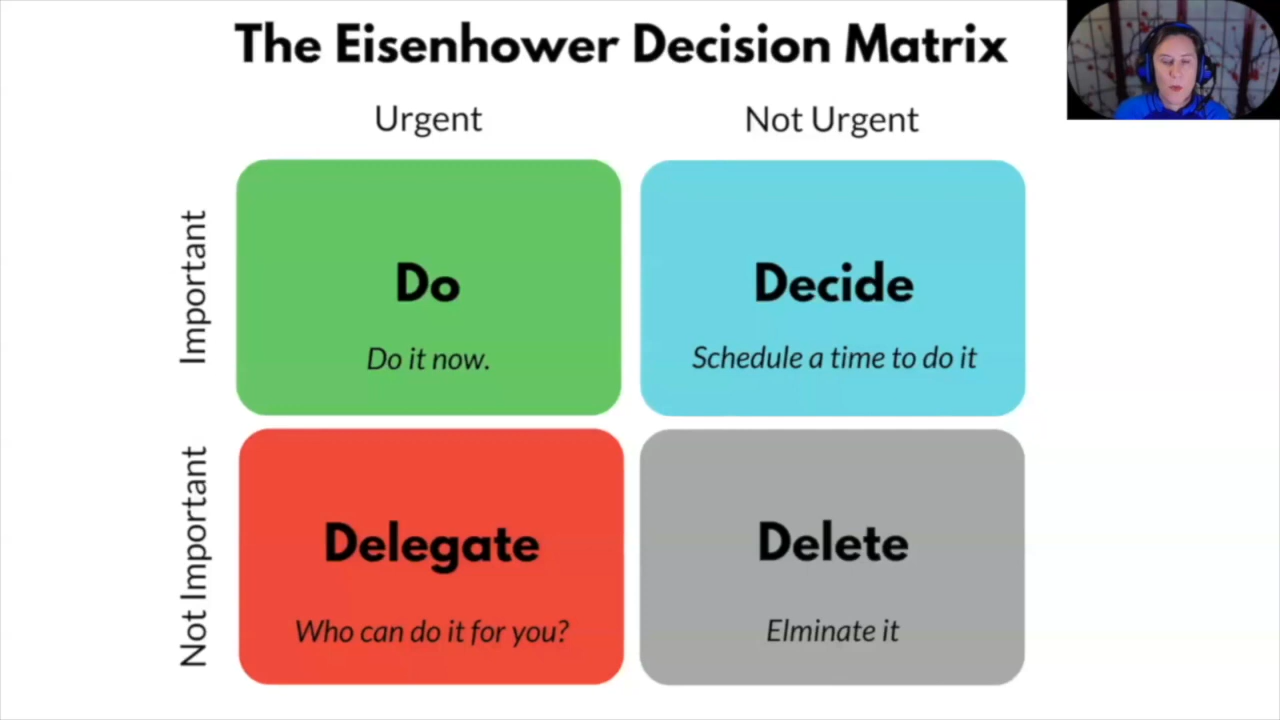 The Eisenhower Decision Matrix
Urgent
Not Urgent
Important
Do
Do it now.
Decide
Schedule a time to do it
Not Important
Delegate
Who can do it for you?
Delete
Elminate it